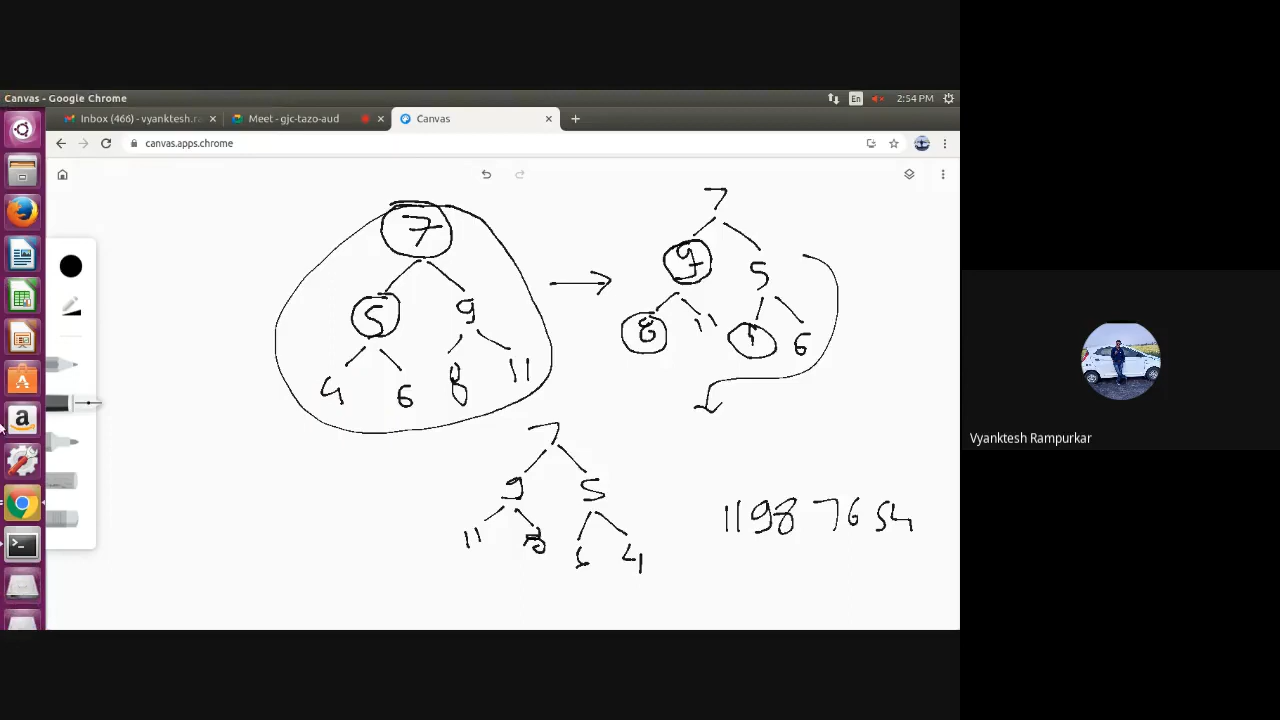 Canvas - Google Chrome
En
2:54 PM
Inbox (466) - vyanktesh.ra
Meet - gjc-tazo-aud
Canvas
canvas.apps.chrome
7
5 9
4 6 8 11
7
9 5
8 11 4 6
7
9 5
11 8 6 4
11 9 8 7 6 5 4
Vyanktesh Rampurkar